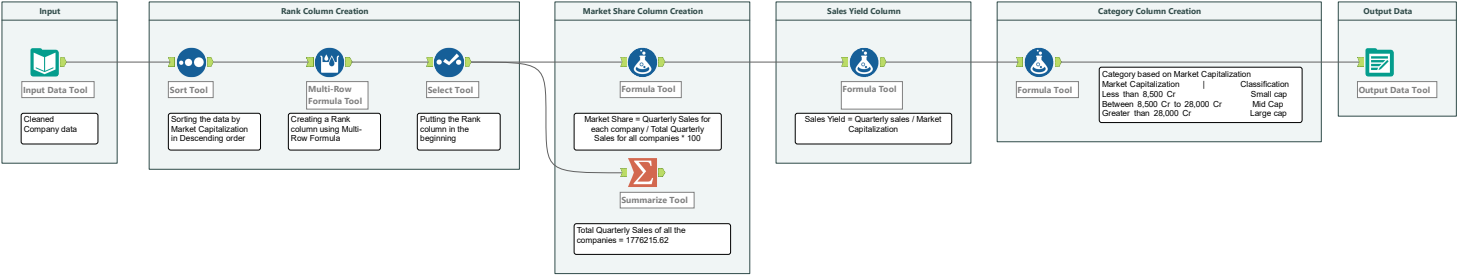 Input
Input Data Tool
Cleaned
Company data
Rank Column Creation
Sort Tool
Sorting the data by
Market Capitalization
in Descending order
Multi-Row
Formula Tool
Creating a Rank
column using Multi-
Row Formula
Select Tool
Putting the Rank
column in the
beginning
Market Share Column Creation
Formula Tool
Market Share = Quarterly Sales for
each company / Total Quarterly
Sales for all companies * 100
Summarize Tool
Total Quarterly Sales of all the
companies = 1776215.62
Sales Yield Column
Formula Tool
Sales Yield = Quarterly sales / Market
Capitalization
Category Column Creation
Formula Tool
Category based on Market Capitalization
Market Capitalization | Classification
Less than 8,500 Cr Small cap
Between 8,500 Cr to 28,000 Cr Mid Cap
Greater than 28,000 Cr Large cap
Output Data
Output Data Tool